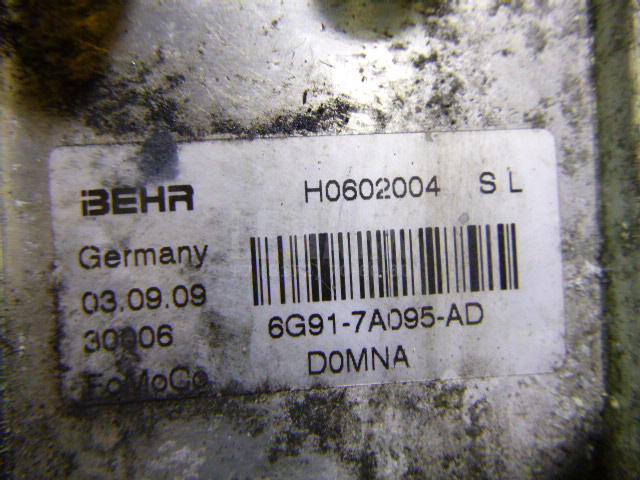 BEHR H0602004 S L
Germany
03.09.09
30006 6G91-7A095-AD
FoMoCo D0MNA